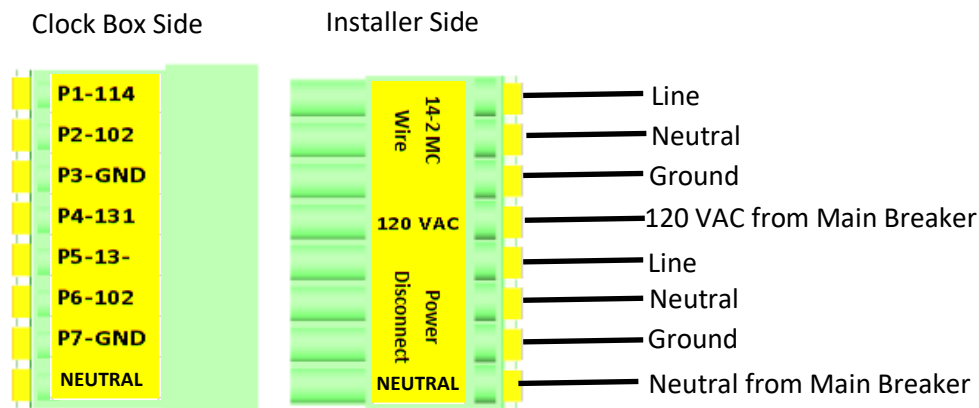 Clock Box Side
Installer Side
P1-114
P2-102
P3-GND
P4-131
P5-13-
P6-102
P7-GND
NEUTRAL
14-2 MC
Wire
120 VAC
Power
Disconnect
NEUTRAL
Line
Neutral
Ground
120 VAC from Main Breaker
Line
Neutral
Ground
Neutral from Main Breaker